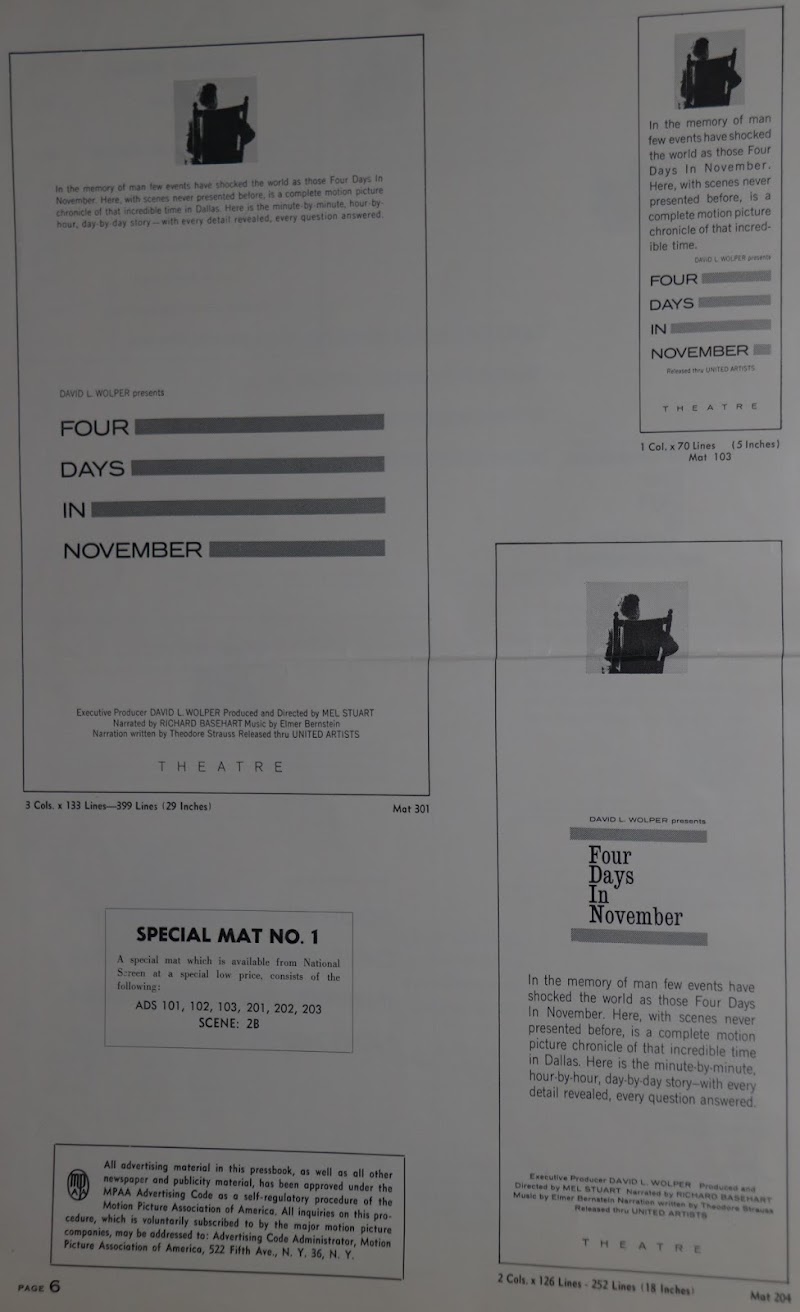 In the memory of man few events have shocked the world as those Four Days In
November. Here, with scenes never presented before, is a complete motion picture
chronicle of that incredible time in Dallas. Here is the minute-by-minute, hour-by-
hour, day-by-day story—with every detail revealed, every question answered.
DAVID L. WOLPER presents
FOUR
DAYS
IN
NOVEMBER
Executive Producer DAVID L. WOLPER Produced and Directed by MEL STUART
Narrated by RICHARD BASEHART Music by Elmer Bernstein
Narration written by Theodore Strauss Released thru UNITED ARTISTS
THEATRE
3 Cols. x 133 Lines—399 Lines (29 Inches)
Mat 301
In the memory of man
few events have shocked
the world as those Four
Days In November.
Here, with scenes never
presented before, is a
complete motion picture
chronicle of that incred-
ible time.
DAVID L. WOLPER presents
FOUR
DAYS
IN
NOVEMBER
Released thru UNITED ARTISTS
THEATRE
1 Col. x 70 Lines (5 Inches)
Mat 103
DAVID L. WOLPER presents
Four
Days
In
November
In the memory of man few events have
shocked the world as those Four Days
In November. Here, with scenes never
presented before, is a complete motion
picture chronicle of that incredible time
in Dallas. Here is the minute-by-minute,
hour-by-hour, day-by-day story—with every
detail revealed, every question answered.
Executive Producer DAVID L. WOLPER Produced and
Directed by MEL STUART Narrated by RICHARD BASEHART
Music by Elmer Bernstein Narration written by Theodore Strauss
Released thru UNITED ARTISTS
THEATRE
2 Cols. x 126 Lines - 252 Lines (18 Inches)
Mat 204
SPECIAL MAT NO. 1
A special mat which is available from National
Screen at a special low price, consists of the
following:
ADS 101, 102, 103, 201, 202, 203
SCENE: 2B
All advertising material in this pressbook, as well as all other
newspaper and publicity material, has been approved under the
MPAA Advertising Code as a self-regulatory procedure of the
Motion Picture Association of America. All inquiries on this pro-
cedure, which is voluntarily subscribed to by the major motion picture
companies, may be addressed to: Advertising Code Administrator, Motion
Picture Association of America, 522 Fifth Ave., N. Y. 36, N. Y.
PAGE 6